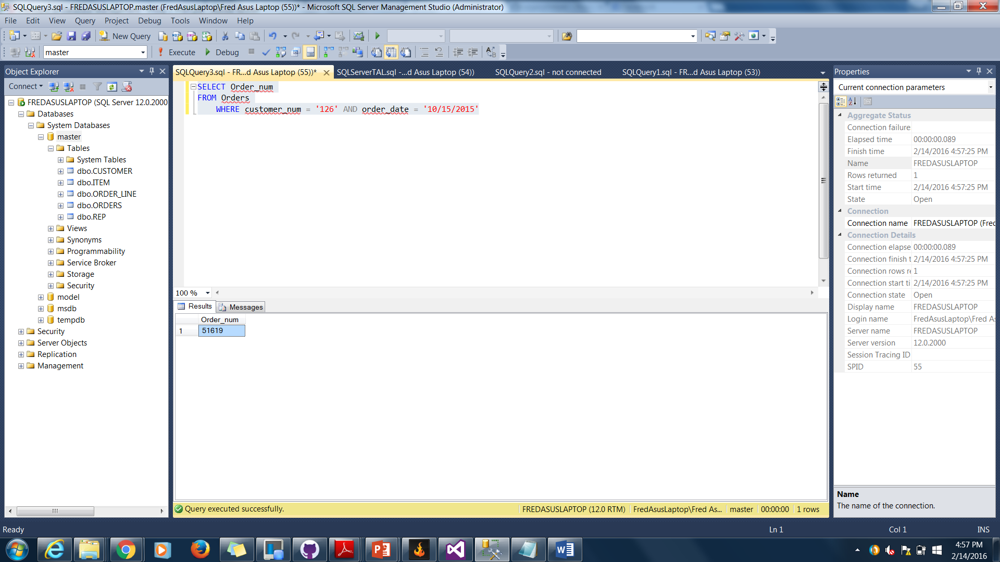 SQLQuery3.sql - FREDASUSLAPTOP.master (FredAsusLaptop\Fred Asus Laptop (55))* - Microsoft SQL Server Management Studio (Administrator)
File Edit View Query Project Debug Tools Window Help
New Query
master Execute Debug
Object Explorer
Connect
FREDASUSLAPTOP (SQL Server 12.0.2000
Databases
System Databases
master
Tables
System Tables
dbo.CUSTOMER
dbo.ITEM
dbo.ORDER_LINE
dbo.ORDERS
dbo.REP
Views
Synonyms
Programmability
Service Broker
Storage
Security
model
msdb
tempdb
Security
Server Objects
Replication
Management
SQLQuery3.sql - FR...d Asus Laptop (55))* SQLServerTAL.sql -...d Asus Laptop (54)) SQLQuery2.sql - not connected SQLQuery1.sql - FR...d Asus Laptop (53))
SELECT Order_num
FROM Orders
WHERE customer_num = '126' AND order_date = '10/15/2015'
100 %
Results Messages
Order_num
1 51619
Query executed successfully. FREDASUSLAPTOP (12.0 RTM) FredAsusLaptop\Fred As... master 00:00:00 1 rows
Properties
Current connection parameters
Aggregate Status
Connection failure
Elapsed time 00:00:00.089
Finish time 2/14/2016 4:57:25 PM
Name FREDASUSLAPTOP
Rows returned 1
Start time 2/14/2016 4:57:25 PM
State Open
Connection
Connection name FREDASUSLAPTOP (Fred
Connection Details
Connection elapse 00:00:00.089
Connection finish t 2/14/2016 4:57:25 PM
Connection rows re 1
Connection start ti 2/14/2016 4:57:25 PM
Connection state Open
Display name FREDASUSLAPTOP
Login name FredAsusLaptop\Fred As
Server name FREDASUSLAPTOP
Server version 12.0.2000
Session Tracing ID
SPID 55
Name
The name of the connection.
Ready Ln 1 Col 1 INS
4:57 PM
2/14/2016